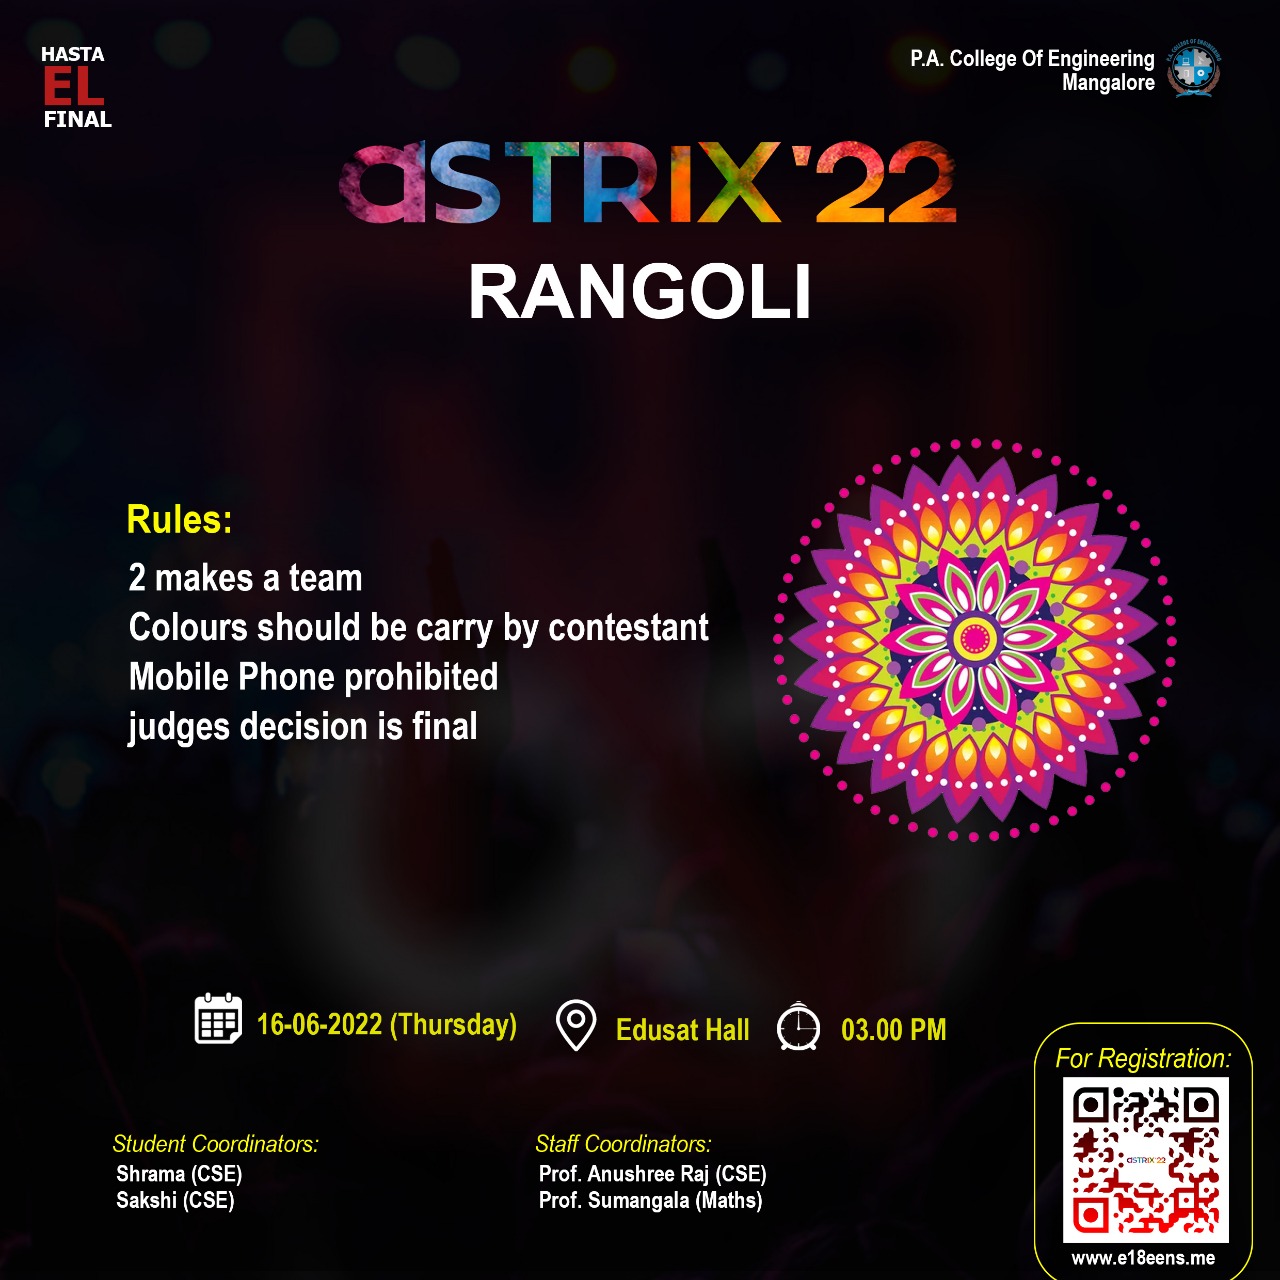 HASTA
EL
FINAL
P.A. College Of Engineering
Mangalore
aSTRIX'22
RANGOLI
Rules:
2 makes a team
Colours should be carry by contestant
Mobile Phone prohibited
judges decision is final
16-06-2022 (Thursday)
Edusat Hall
03.00 PM
For Registration:
aSTRIX'22
www.e18eens.me
Student Coordinators:
Shrama (CSE)
Sakshi (CSE)
Staff Coordinators:
Prof. Anushree Raj (CSE)
Prof. Sumangala (Maths)